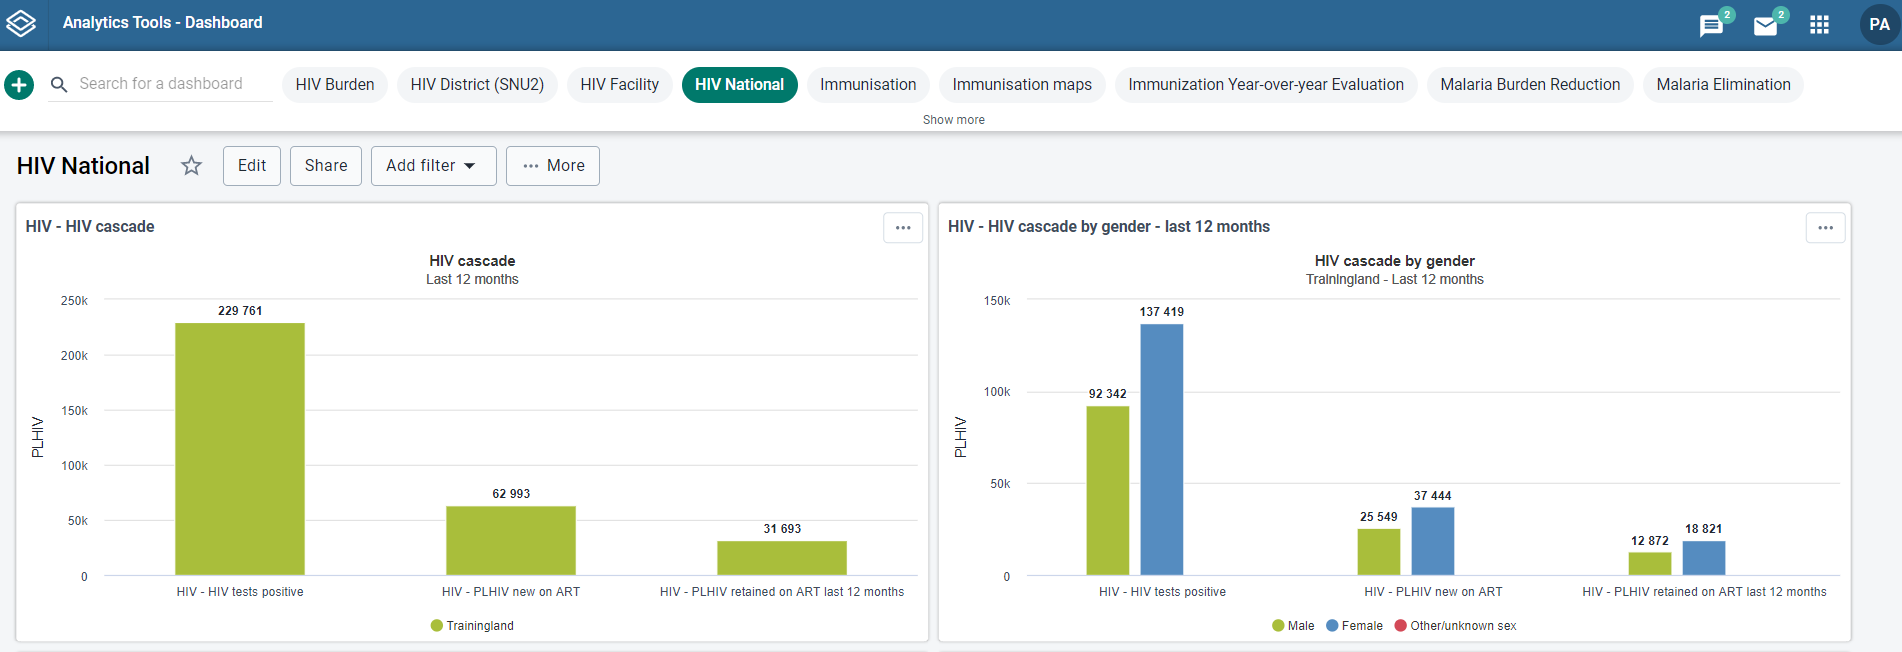 Analytics Tools - Dashboard
2
2
PA
Search for a dashboard
HIV Burden
HIV District (SNU2)
HIV Facility
HIV National
Immunisation
Immunisation maps
Immunization Year-over-year Evaluation
Malaria Burden Reduction
Malaria Elimination
Show more
HIV National
Edit
Share
Add filter
More
HIV - HIV cascade
HIV cascade
Last 12 months
250k
200k
150k
100k
50k
0
PLHIV
229 761
62 993
31 693
HIV - HIV tests positive
HIV - PLHIV new on ART
HIV - PLHIV retained on ART last 12 months
Trainingland
HIV - HIV cascade by gender - last 12 months
HIV cascade by gender
Trainingland - Last 12 months
150k
100k
50k
0
PLHIV
92 342
137 419
25 549
37 444
12 872
18 821
HIV - HIV tests positive
HIV - PLHIV new on ART
HIV - PLHIV retained on ART last 12 months
Male
Female
Other/unknown sex